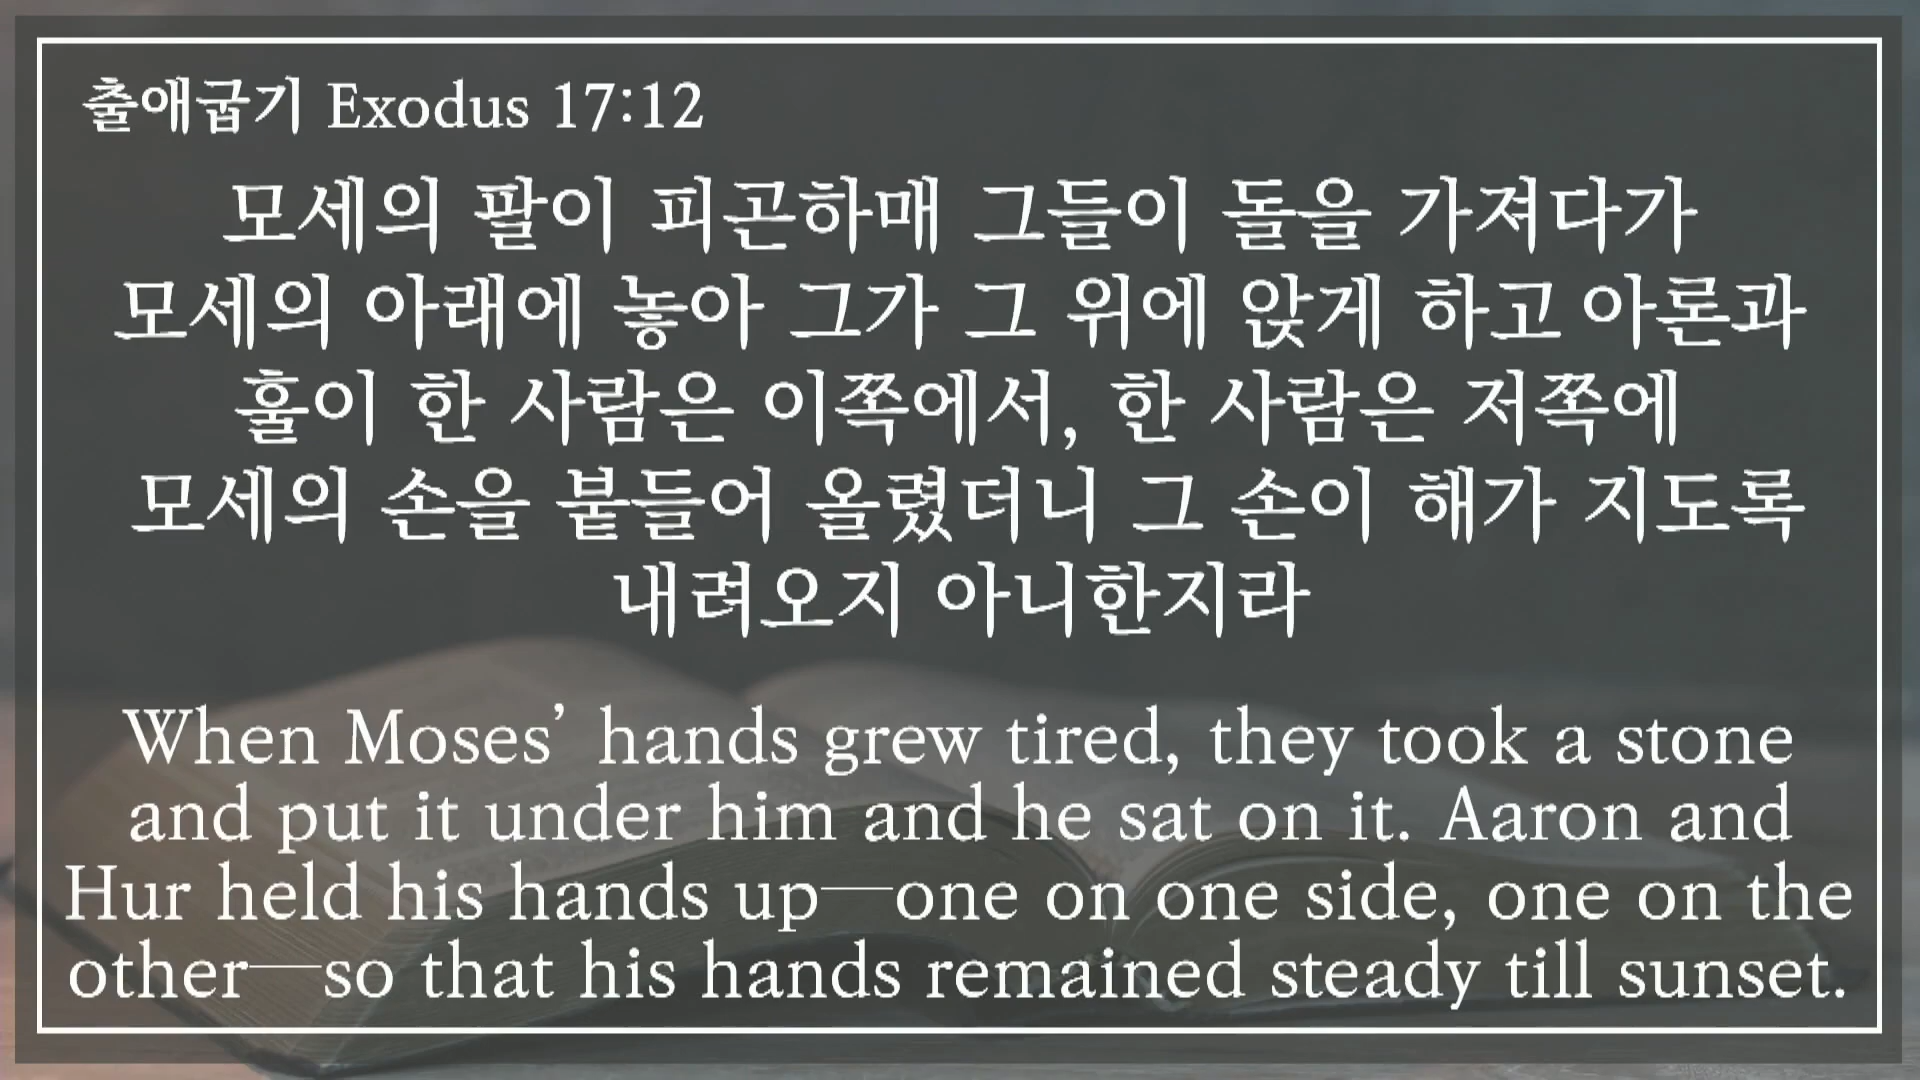 출애굽기 Exodus 17:12
모세의 팔이 피곤하매 그들이 돌을 가져다가
모세의 아래에 놓아 그가 그 위에 앉게 하고 아론과
훌이 한 사람은 이쪽에서, 한 사람은 저쪽에
모세의 손을 붙들어 올렸더니 그 손이 해가 지도록
내려오지 아니한지라
When Moses’ hands grew tired, they took a stone
and put it under him and he sat on it. Aaron and
Hur held his hands up—one on one side, one on the
other—so that his hands remained steady till sunset.